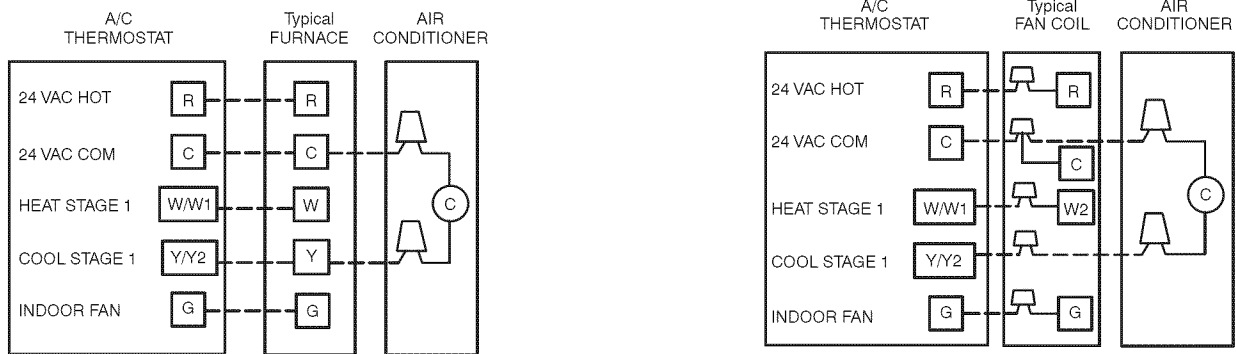 A/C
THERMOSTAT
Typical
FURNACE
AIR
CONDITIONER
24 VAC HOT
R
R
24 VAC COM
C
C
HEAT STAGE 1
W/W1
W
C
COOL STAGE 1
Y/Y2
Y
INDOOR FAN
G
G
A/C
THERMOSTAT
Typical
FAN COIL
AIR
CONDITIONER
24 VAC HOT
R
R
24 VAC COM
C
C
HEAT STAGE 1
W/W1
W2
C
COOL STAGE 1
Y/Y2
INDOOR FAN
G
G